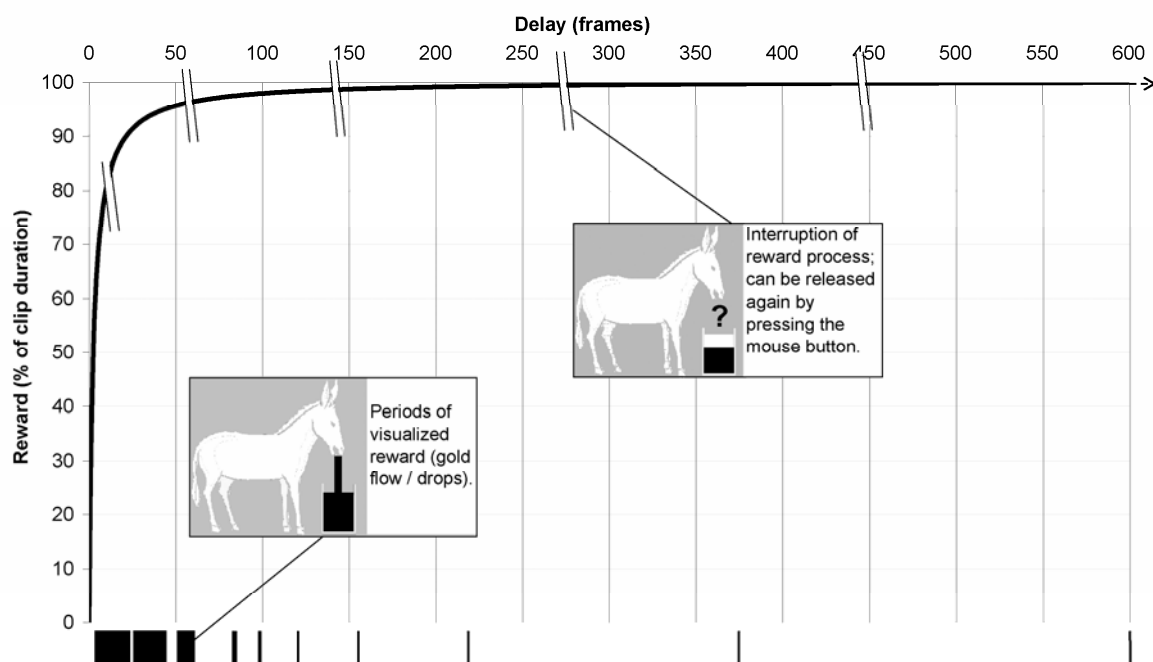 Delay (frames)
0 50 100 150 200 250 300 350 400 450 500 550 600
100
90
80
70
60
50
40
30
20
10
0
Reward (% of clip duration)
Interruption of
reward process;
can be released
again by
pressing the
mouse button.
?
Periods of
visualized
reward (gold
flow / drops).